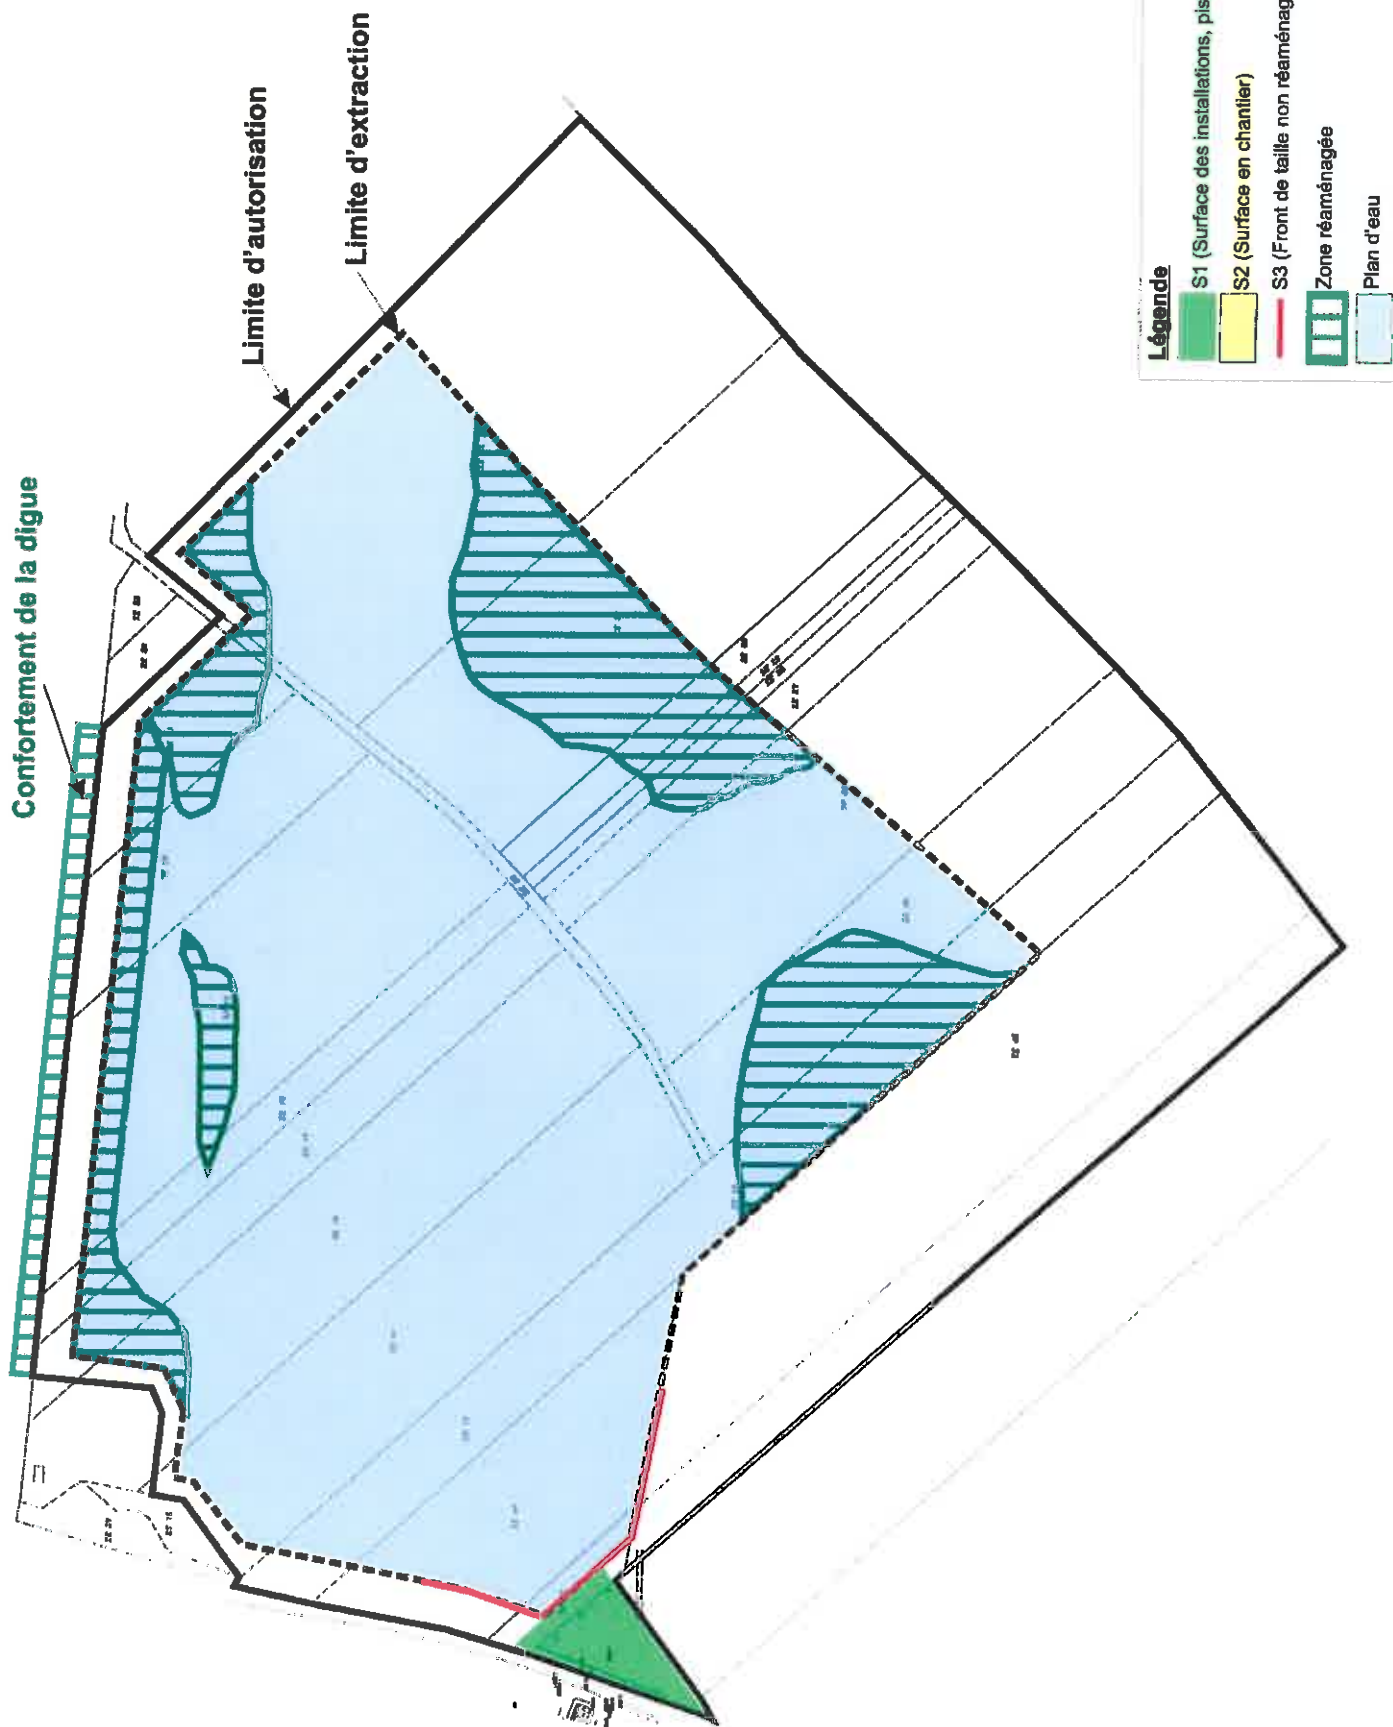 Confortement de la digue
Limite d'autorisation
Limite d'extraction
Légende
S1 (Surface des installations, pis
S2 (Surface en chantier)
S3 (Front de taille non réaménag
Zone réaménagée
Plan d'eau